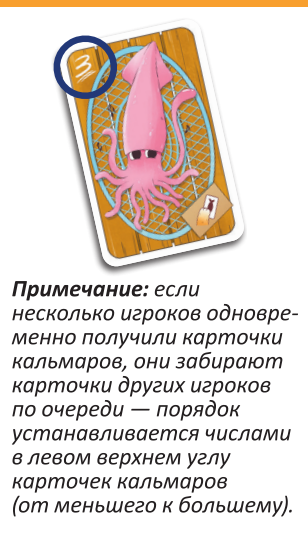 3
Примечание: если
несколько игроков одновре-
менно получили карточки
кальмаров, они забирают
карточки других игроков
по очереди — порядок
устанавливается числами
в левом верхнем углу
карточек кальмаров
(от меньшего к большему).